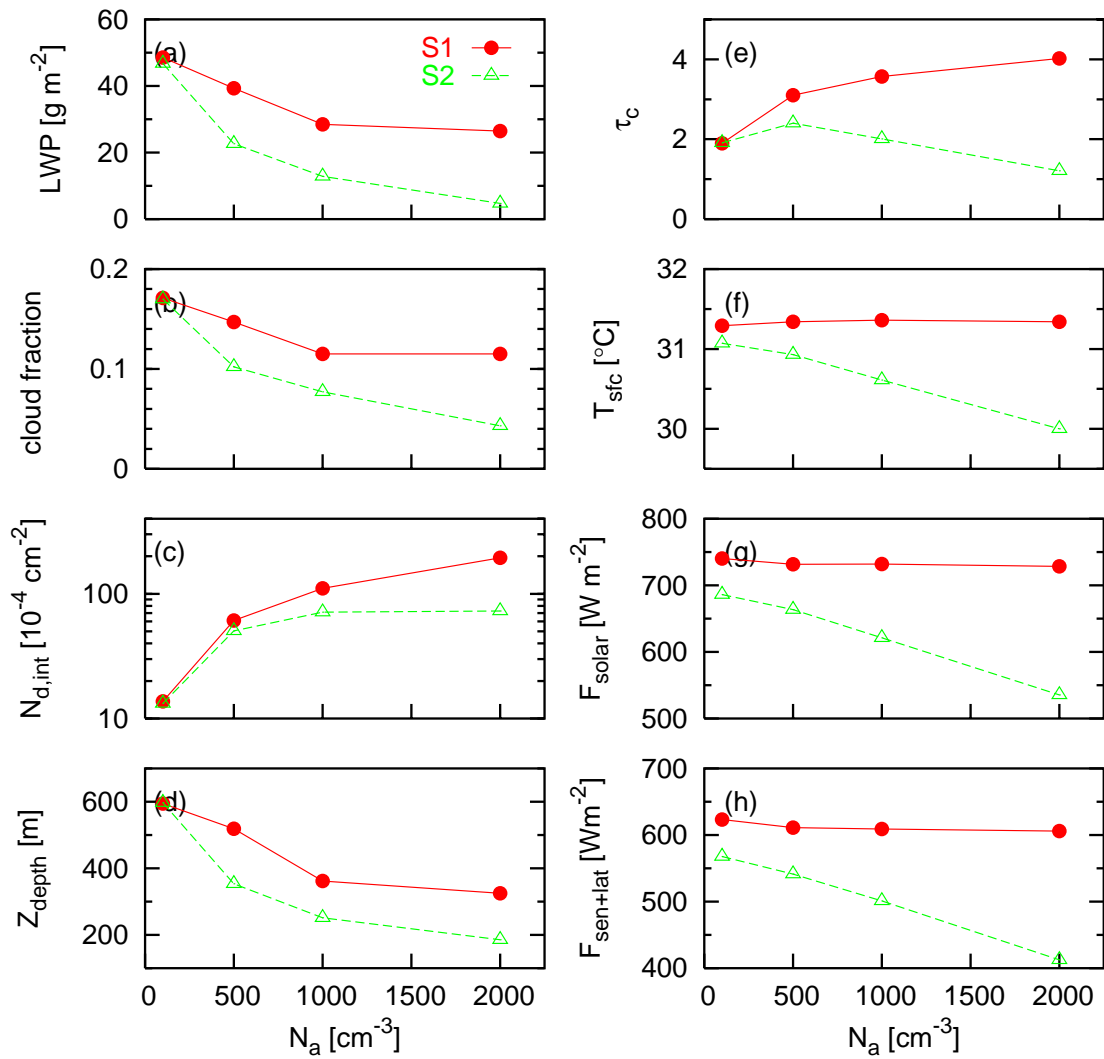 60
40
20
0
LWP [g m⁻²]
(a)
S1
S2
0.2
0.1
0
cloud fraction
(b)
100
10
N_d,int [10⁻⁴ cm⁻²]
(c)
600
400
200
Z_depth [m]
(d)
0 500 1000 1500 2000
N_a [cm⁻³]
4
2
0
τ_c
(e)
32
31
30
T_sfc [°C]
(f)
800
700
600
500
F_solar [W m⁻²]
(g)
700
600
500
400
F_sen+lat [Wm⁻²]
(h)
0 500 1000 1500 2000
N_a [cm⁻³]